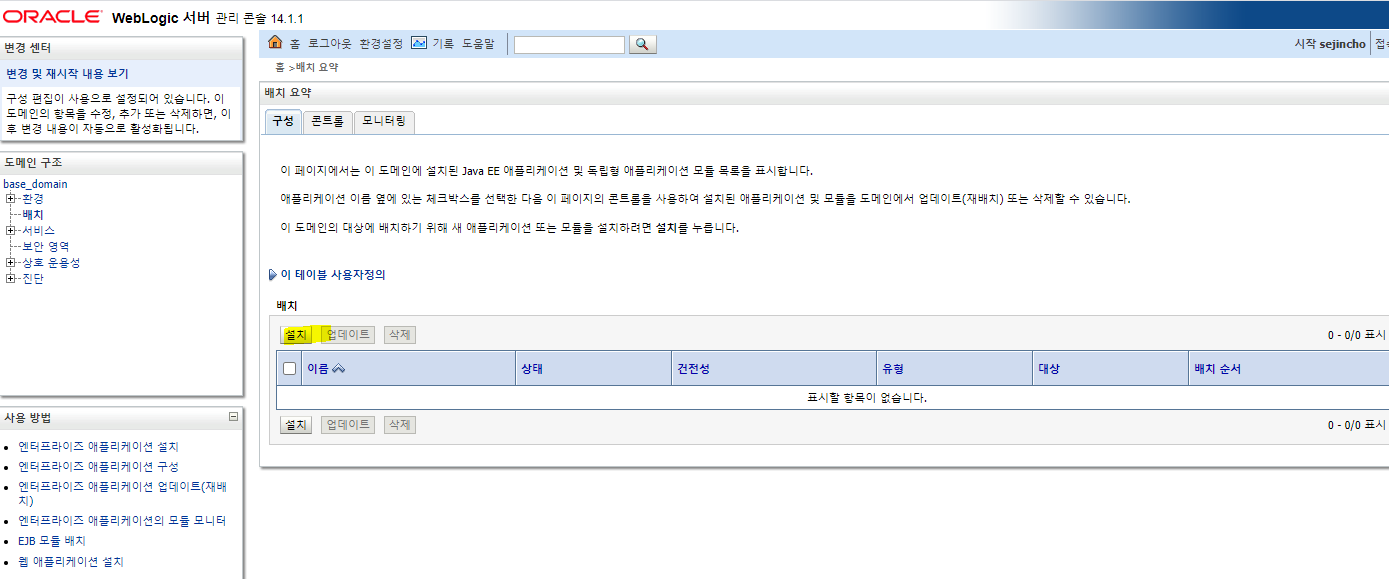 ORACLE WebLogic 서버 관리 콘솔 14.1.1
변경 센터
변경 및 재시작 내용 보기
구성 편집이 사용으로 설정되어 있습니다. 이
도메인의 항목을 수정, 추가 또는 삭제하면, 이
후 변경 내용이 자동으로 활성화됩니다.
도메인 구조
base_domain
환경
배치
서비스
보안 영역
상호 운용성
진단
사용 방법
엔터프라이즈 애플리케이션 설치
엔터프라이즈 애플리케이션 구성
엔터프라이즈 애플리케이션 업데이트(재배
치)
엔터프라이즈 애플리케이션의 모듈 모니터
EJB 모듈 배치
웹 애플리케이션 설치
홈 로그아웃 환경설정 기록 도움말
시작 sejincho 접속
홈 >배치 요약
배치 요약
구성 콘트롤 모니터링
이 페이지에서는 이 도메인에 설치된 Java EE 애플리케이션 및 독립형 애플리케이션 모듈 목록을 표시합니다.
애플리케이션 이름 옆에 있는 체크박스를 선택한 다음 이 페이지의 콘트롤을 사용하여 설치된 애플리케이션 및 모듈을 도메인에서 업데이트(재배치) 또는 삭제할 수 있습니다.
이 도메인의 대상에 배치하기 위해 새 애플리케이션 또는 모듈을 설치하려면 설치를 누릅니다.
이 테이블 사용자정의
배치
설치 업데이트 삭제 0 - 0/0 표시
이름 상태 건전성 유형 대상 배치 순서
표시할 항목이 없습니다.
설치 업데이트 삭제 0 - 0/0 표시